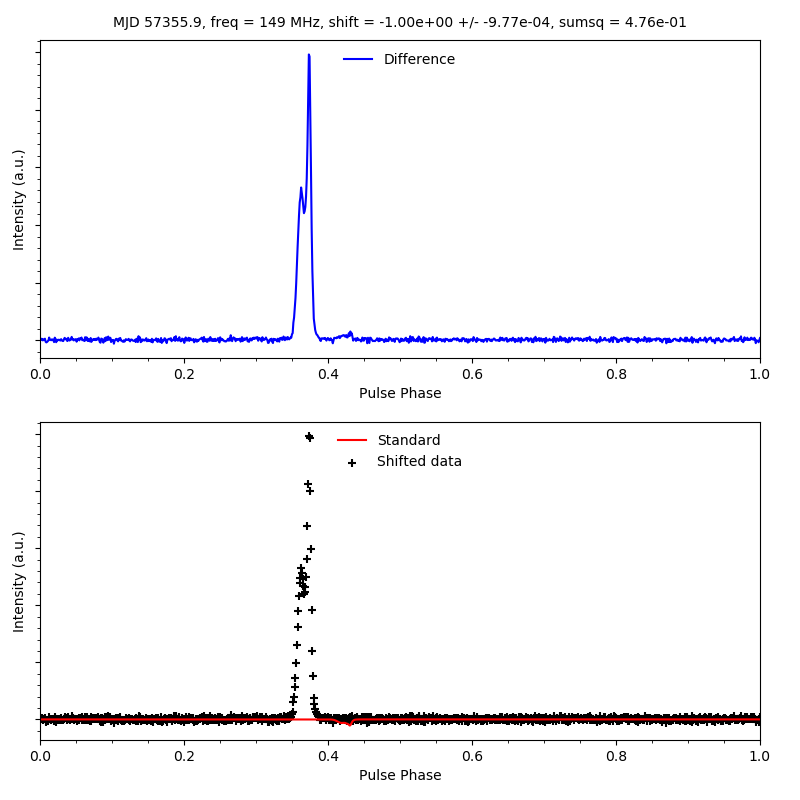 MJD 57355.9, freq = 149 MHz, shift = -1.00e+00 +/- -9.77e-04, sumsq = 4.76e-01
Difference
Intensity (a.u.)
0.0 0.2 0.4 0.6 0.8 1.0
Pulse Phase
Standard
Shifted data
Intensity (a.u.)
0.0 0.2 0.4 0.6 0.8 1.0
Pulse Phase